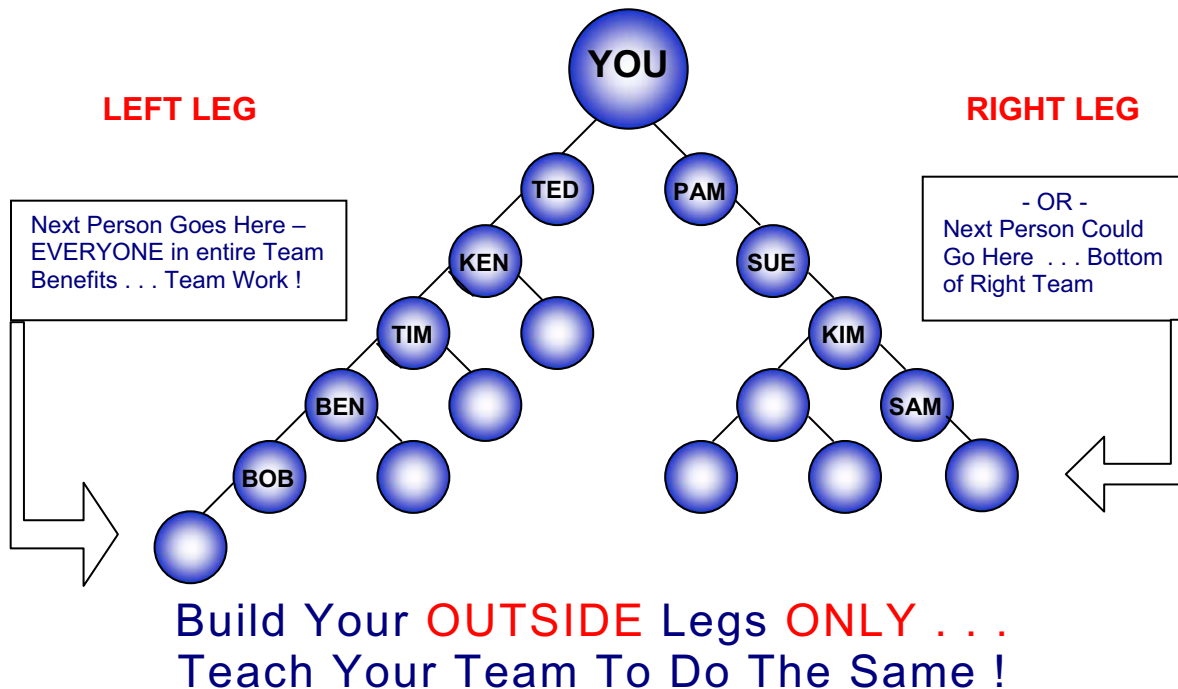 YOU
LEFT LEG
RIGHT LEG
TED
PAM
Next Person Goes Here –
EVERYONE in entire Team
Benefits . . . Team Work !
- OR -
Next Person Could
Go Here . . . Bottom
of Right Team
KEN
SUE
TIM
KIM
BEN
SAM
BOB
Build Your OUTSIDE Legs ONLY . . .
Teach Your Team To Do The Same !